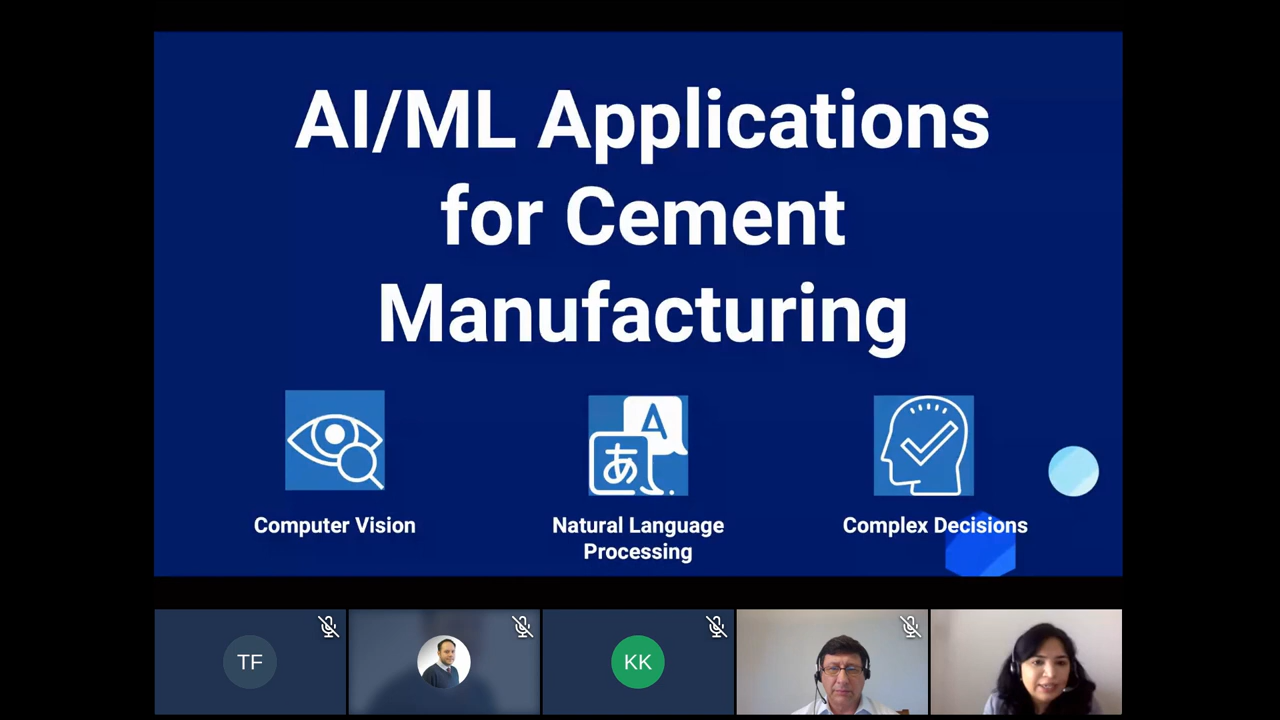 AI/ML Applications
for Cement
Manufacturing
A
あ
Computer Vision
Natural Language
Processing
Complex Decisions
TF
KK